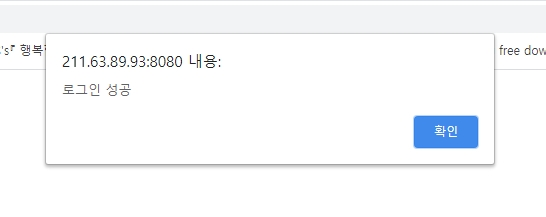 's『 행복
free dow
211.63.89.93:8080 내용:
로그인 성공
확인